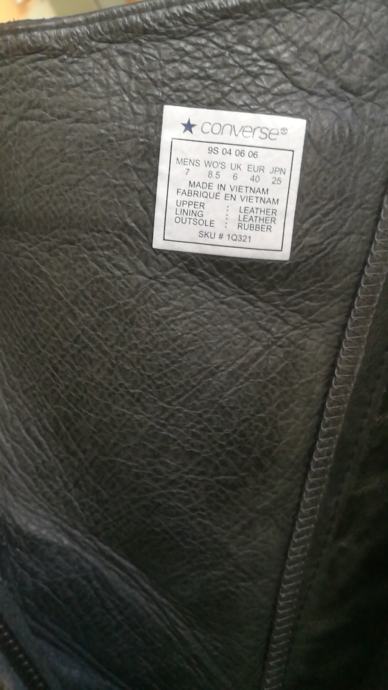 converse®
9S 04 06 06
MENS WO'S UK EUR JPN
7 8.5 6 40 25
MADE IN VIETNAM
FABRIQUÉ EN VIETNAM
UPPER : LEATHER
LINING : LEATHER
OUTSOLE : RUBBER
SKU # 1Q321